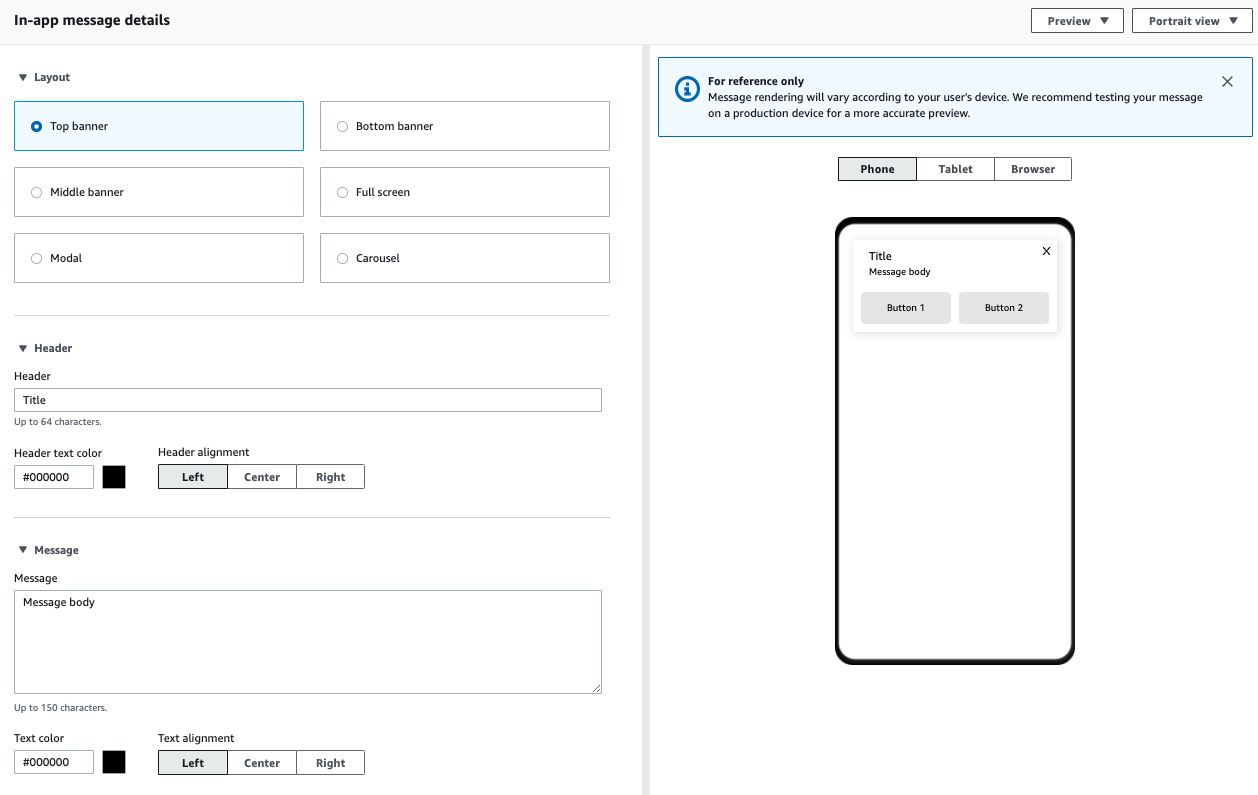 In-app message details
Preview ▼
Portrait view ▼
▼ Layout
Top banner
Bottom banner
Middle banner
Full screen
Modal
Carousel
▼ Header
Header
Title
Up to 64 characters.
Header text color
Header alignment
#000000
Left
Center
Right
▼ Message
Message
Message body
Up to 150 characters.
Text color
Text alignment
#000000
Left
Center
Right
For reference only
Message rendering will vary according to your user's device. We recommend testing your message
on a production device for a more accurate preview.
Phone
Tablet
Browser
Title
X
Message body
Button 1
Button 2